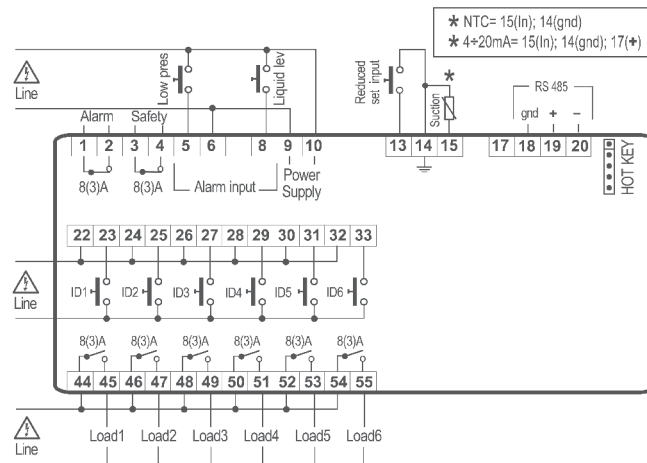 * NTC= 15(In); 14(gnd)
* 4÷20mA= 15(In); 14(gnd); 17(+)
Line
Low pres
Liquid lev
Reduced
set input
*
Suction
RS 485
gnd + −
Alarm Safety
1 2 3 4 5 6 8 9 10 13 14 15 17 18 19 20
8(3)A 8(3)A Alarm input Power
Supply
HOT KEY
22 23 24 25 26 27 28 29 30 31 32 33
Line
ID1 ID2 ID3 ID4 ID5 ID6
8(3)A 8(3)A 8(3)A 8(3)A 8(3)A 8(3)A
44 45 46 47 48 49 50 51 52 53 54 55
Line
Load1 Load2 Load3 Load4 Load5 Load6